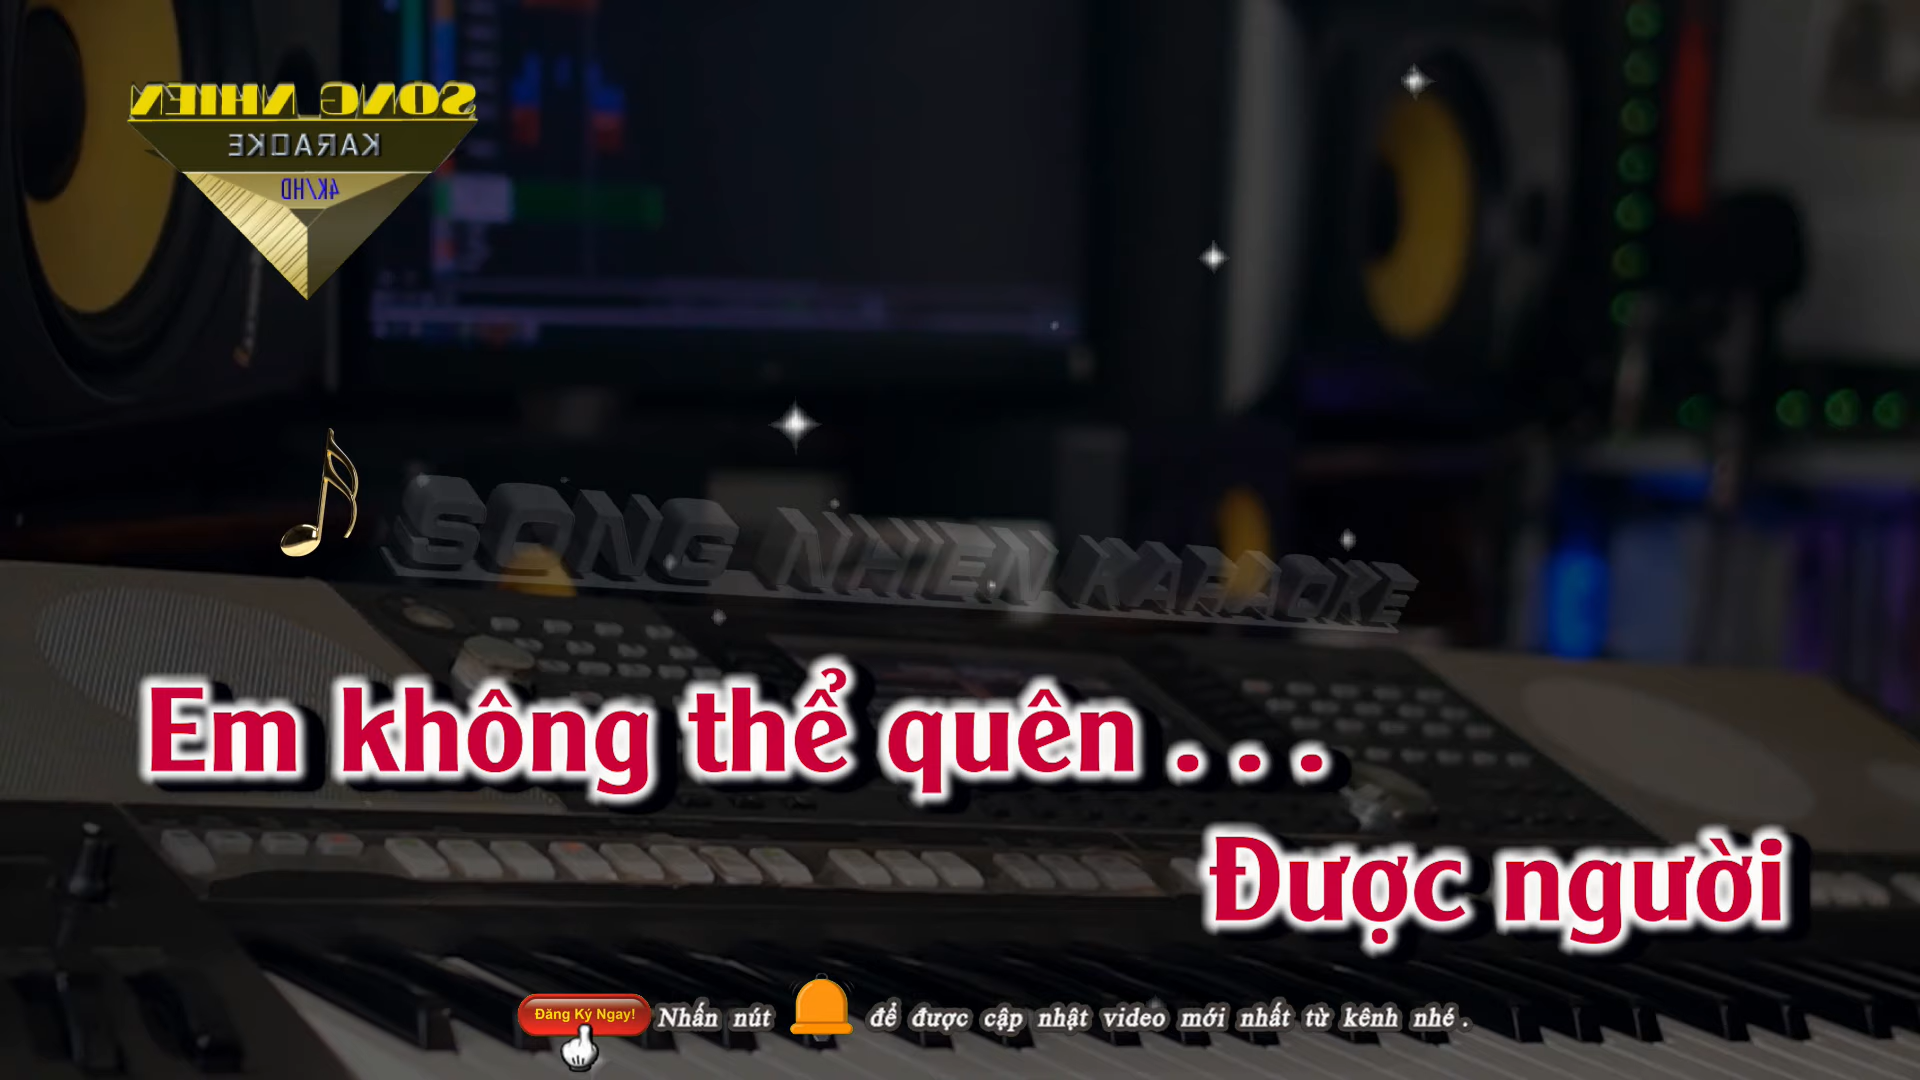 SONG NHIEN
KARAOKE
4K/HD
SONG NHIEN KARAOKE
Em không thể quên . . .
Được người
Đăng Ký Ngay! Nhấn nút để được cập nhật video mới nhất từ kênh nhé .